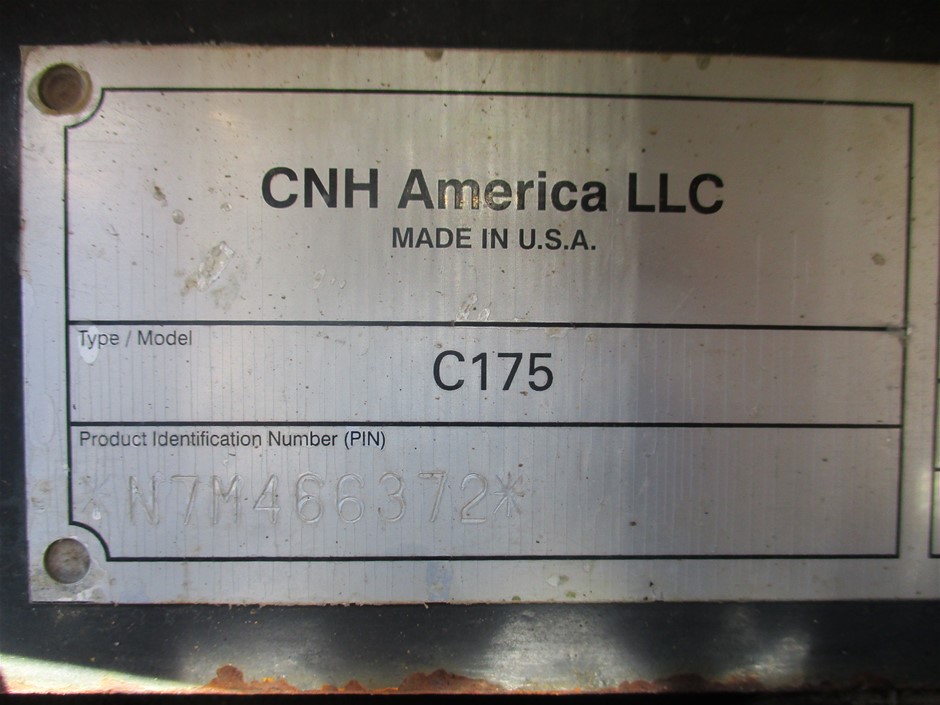 CNH America LLC
MADE IN U.S.A.
Type / Model
C175
Product Identification Number (PIN)
*N7M466372*